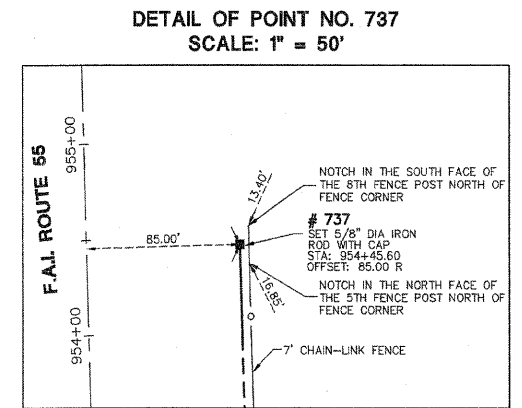 DETAIL OF POINT NO. 737
SCALE: 1" = 50'
F.A.I. ROUTE 55
955+00
954+00
85.00'
13.40'
NOTCH IN THE SOUTH FACE OF
THE 8TH FENCE POST NORTH OF
FENCE CORNER
# 737
SET 5/8" DIA IRON
ROD WITH CAP
STA: 954+45.60
OFFSET: 85.00 R
16.85'
NOTCH IN THE NORTH FACE OF
THE 5TH FENCE POST NORTH OF
FENCE CORNER
7' CHAIN-LINK FENCE